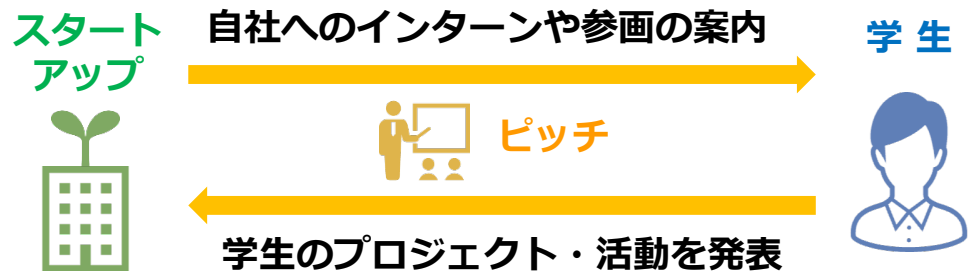 スタート
アップ
自社へのインターンや参画の案内
学 生
ピッチ
学生のプロジェクト・活動を発表